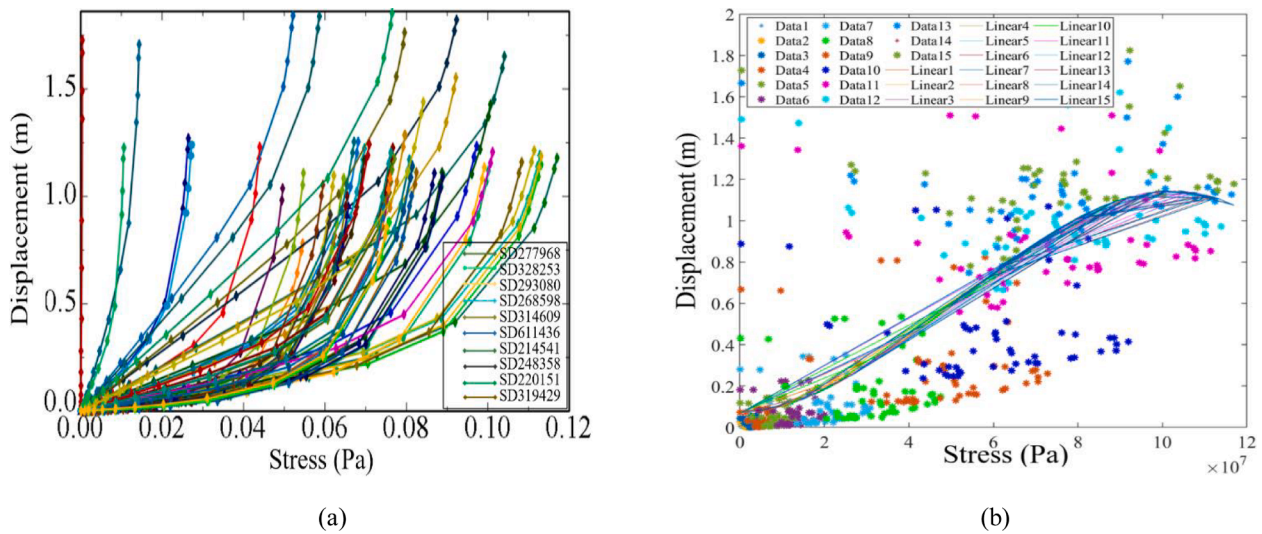 1.5
1.0
0.5
0.0
Displacement (m)
SD277968
SD328253
SD293080
SD268598
SD314609
SD611436
SD214541
SD248358
SD220151
SD319429
0.00 0.02 0.04 0.06 0.08 0.10 0.12
Stress (Pa)
(a)
2
1.8
1.6
1.4
1.2
1
0.8
0.6
0.4
0.2
0
Displacement (m)
Data1 Data7 Data13 Linear4 Linear10
Data2 Data8 Data14 Linear5 Linear11
Data3 Data9 Data15 Linear6 Linear12
Data4 Data10 Linear1 Linear7 Linear13
Data5 Data11 Linear2 Linear8 Linear14
Data6 Data12 Linear3 Linear9 Linear15
0 2 4 6 8 10 12
Stress (Pa)
×10⁷
(b)